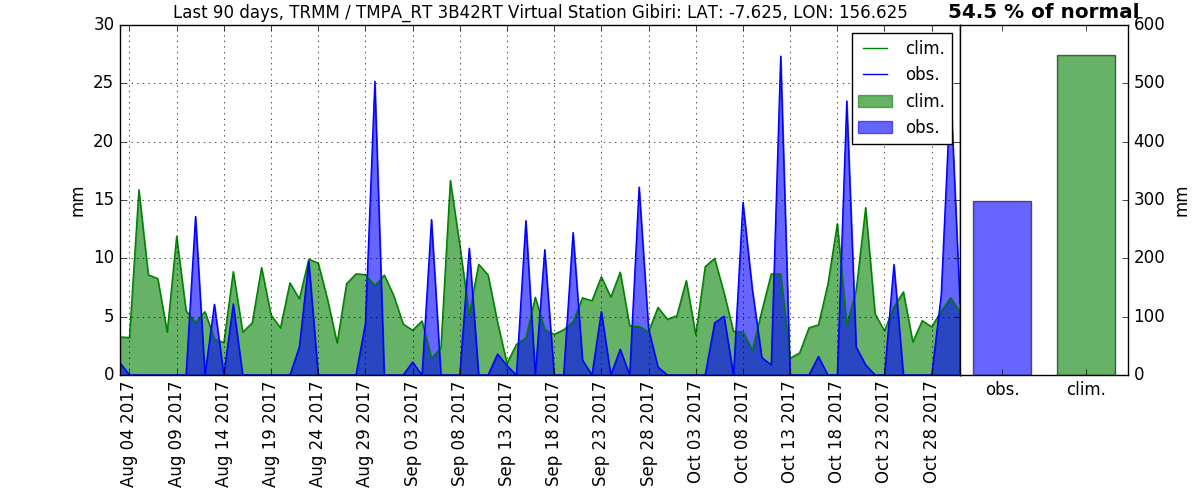 Last 90 days, TRMM / TMPA_RT 3B42RT Virtual Station Gibiri: LAT: -7.625, LON: 156.625
54.5 % of normal
30
25
20
15
10
5
0
mm
clim.
obs.
clim.
obs.
600
500
400
300
200
100
0
mm
Aug 04 2017
Aug 09 2017
Aug 14 2017
Aug 19 2017
Aug 24 2017
Aug 29 2017
Sep 03 2017
Sep 08 2017
Sep 13 2017
Sep 18 2017
Sep 23 2017
Sep 28 2017
Oct 03 2017
Oct 08 2017
Oct 13 2017
Oct 18 2017
Oct 23 2017
Oct 28 2017
obs.
clim.